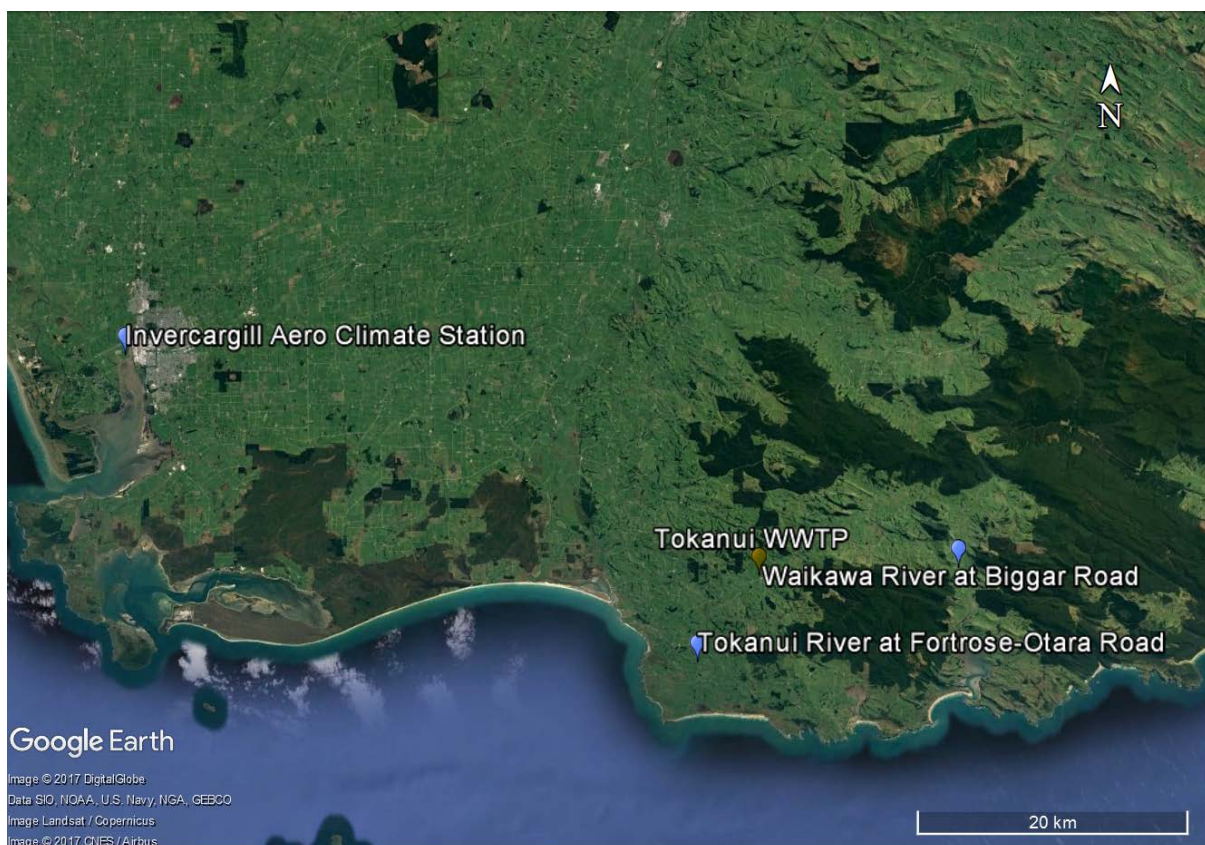 N
Invercargill Aero Climate Station
Tokanui WWTP
Waikawa River at Biggar Road
Tokanui River at Fortrose-Otara Road
Google Earth
Image © 2017 DigitalGlobe
Data SIO, NOAA, U.S. Navy, NGA, GEBCO
Image Landsat / Copernicus
Image © 2017 CNES / Airbus
20 km